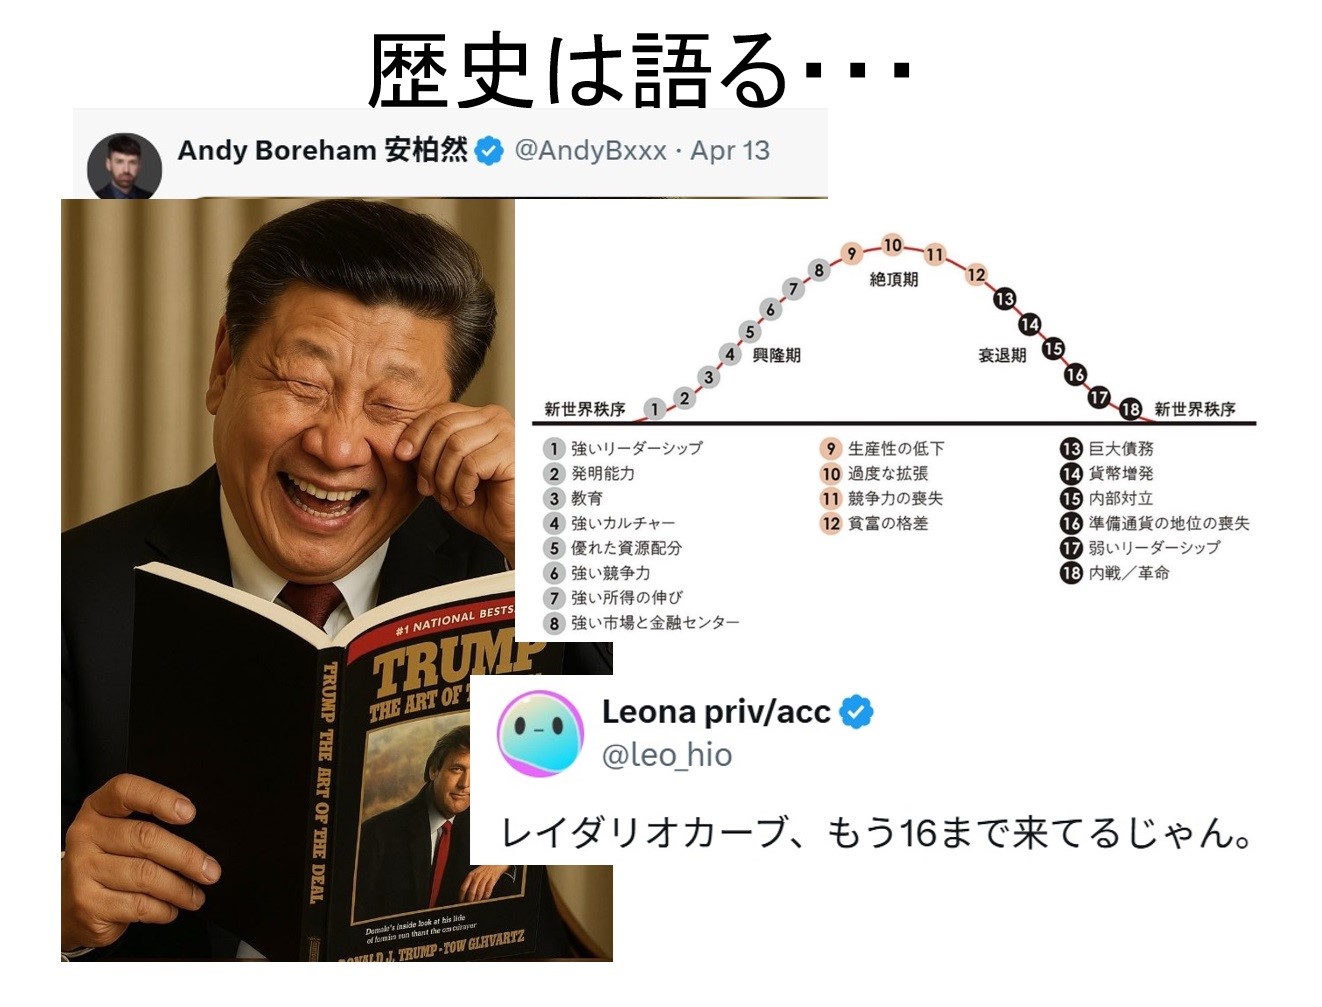 歴史は語る・・・
Andy Boreham 安柏然 @AndyBxxx · Apr 13
9 10 11 12
8 13
7 14
6 15
5 16
4 17
3 18
2
1
絶頂期
興隆期
衰退期
新世界秩序
新世界秩序
1 強いリーダーシップ
2 発明能力
3 教育
4 強いカルチャー
5 優れた資源配分
6 強い競争力
7 強い所得の伸び
8 強い市場と金融センター
9 生産性の低下
10 過度な拡張
11 競争力の喪失
12 貧富の格差
13 巨大債務
14 貨幣増発
15 内部対立
16 準備通貨の地位の喪失
17 弱いリーダーシップ
18 内戦／革命
#1 NATIONAL BESTS
TRUMP
THE ART OF
TRUMP THE ART OF THE DEAL
Leona priv/acc
@leo_hio
レイダリオカーブ、もう16まで来てるじゃん。
Demale's inside look at his lide
DONALD J. TRUMP-TOW GLHVARTZ